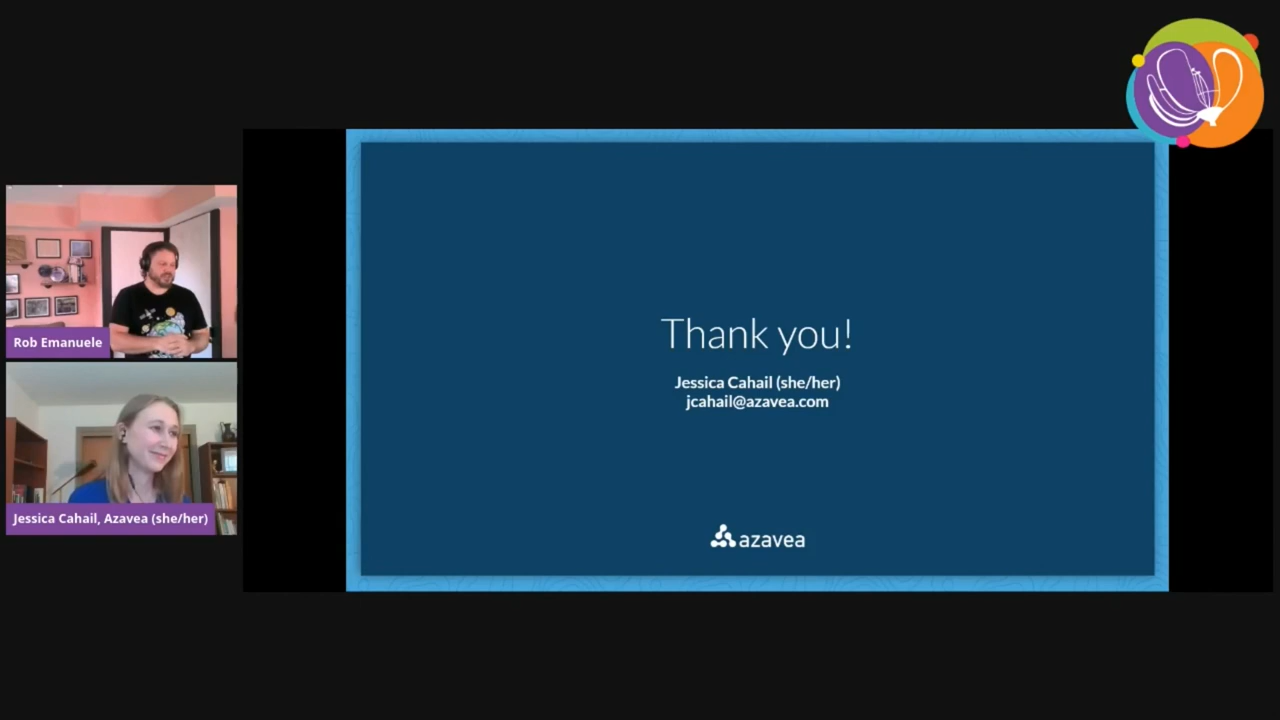 Rob Emanuele
Jessica Cahail, Azavea (she/her)
Thank you!
Jessica Cahail (she/her)
jcahail@azavea.com
azavea